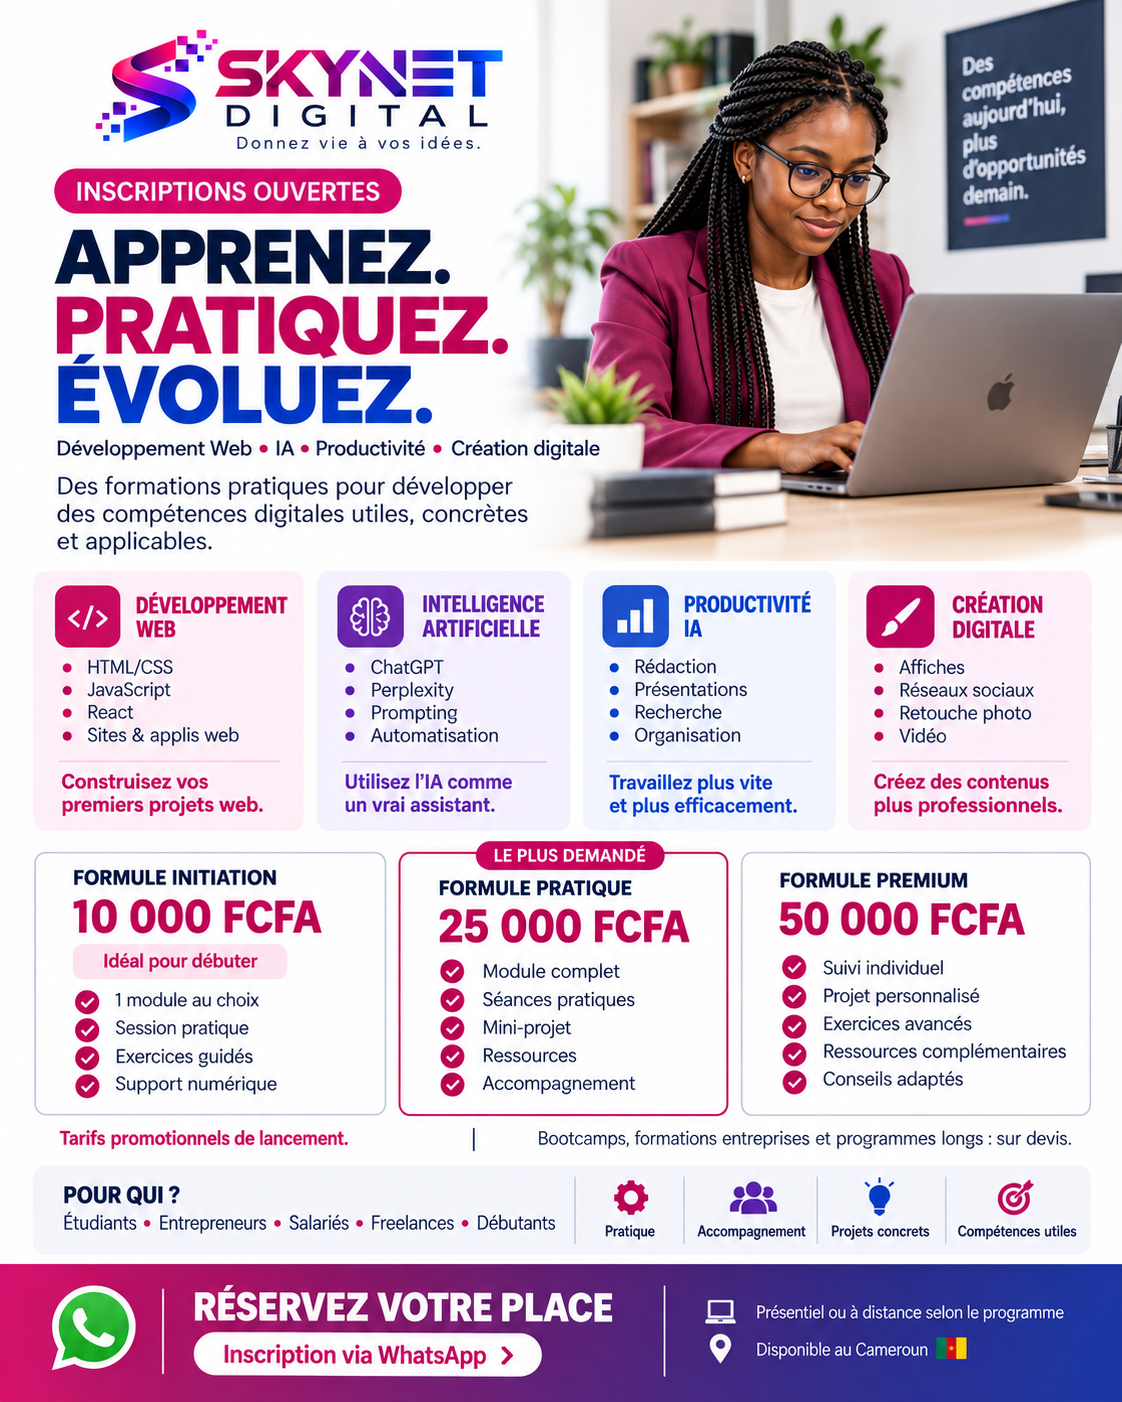 SKYNET
DIGITAL
Donnez vie à vos idées.
Des
compétences
aujourd'hui,
plus
d'opportunités
demain.
INSCRIPTIONS OUVERTES
APPRENEZ.
PRATIQUEZ.
ÉVOLUEZ.
Développement Web • IA • Productivité • Création digitale
Des formations pratiques pour développer
des compétences digitales utiles, concrètes
et applicables.
</> DÉVELOPPEMENT
WEB
• HTML/CSS
• JavaScript
• React
• Sites & applis web
Construisez vos
premiers projets web.
INTELLIGENCE
ARTIFICIELLE
• ChatGPT
• Perplexity
• Prompting
• Automatisation
Utilisez l'IA comme
un vrai assistant.
PRODUCTIVITÉ
IA
• Rédaction
• Présentations
• Recherche
• Organisation
Travaillez plus vite
et plus efficacement.
CRÉATION
DIGITALE
• Affiches
• Réseaux sociaux
• Retouche photo
• Vidéo
Créez des contenus
plus professionnels.
FORMULE INITIATION
10 000 FCFA
Idéal pour débuter
1 module au choix
Session pratique
Exercices guidés
Support numérique
LE PLUS DEMANDÉ
FORMULE PRATIQUE
25 000 FCFA
Module complet
Séances pratiques
Mini-projet
Ressources
Accompagnement
FORMULE PREMIUM
50 000 FCFA
Suivi individuel
Projet personnalisé
Exercices avancés
Ressources complémentaires
Conseils adaptés
Tarifs promotionnels de lancement.
Bootcamps, formations entreprises et programmes longs : sur devis.
POUR QUI ?
Étudiants • Entrepreneurs • Salariés • Freelances • Débutants
Pratique
Accompagnement
Projets concrets
Compétences utiles
RÉSERVEZ VOTRE PLACE
Inscription via WhatsApp
Présentiel ou à distance selon le programme
Disponible au Cameroun